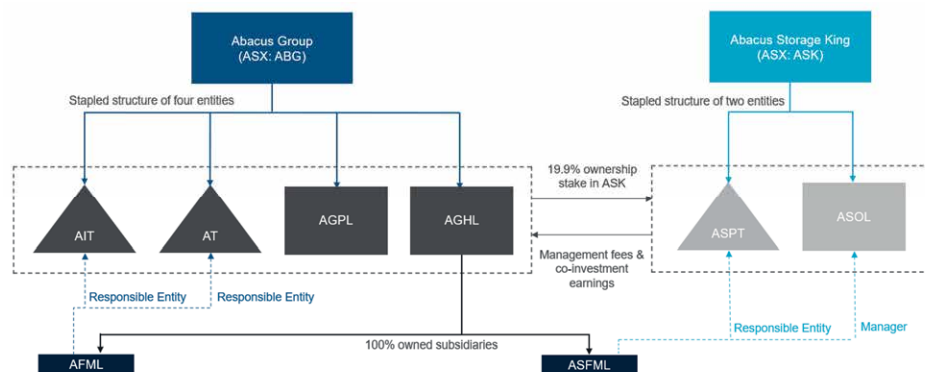 Abacus Group
(ASX: ABG)
Abacus Storage King
(ASX: ASK)
Stapled structure of four entities
Stapled structure of two entities
19.9% ownership
stake in ASK
AIT
AT
AGPL
AGHL
ASPT
ASOL
Management fees &
co-investment
earnings
Responsible Entity
Responsible Entity
Responsible Entity
Manager
100% owned subsidiaries
AFML
ASFML